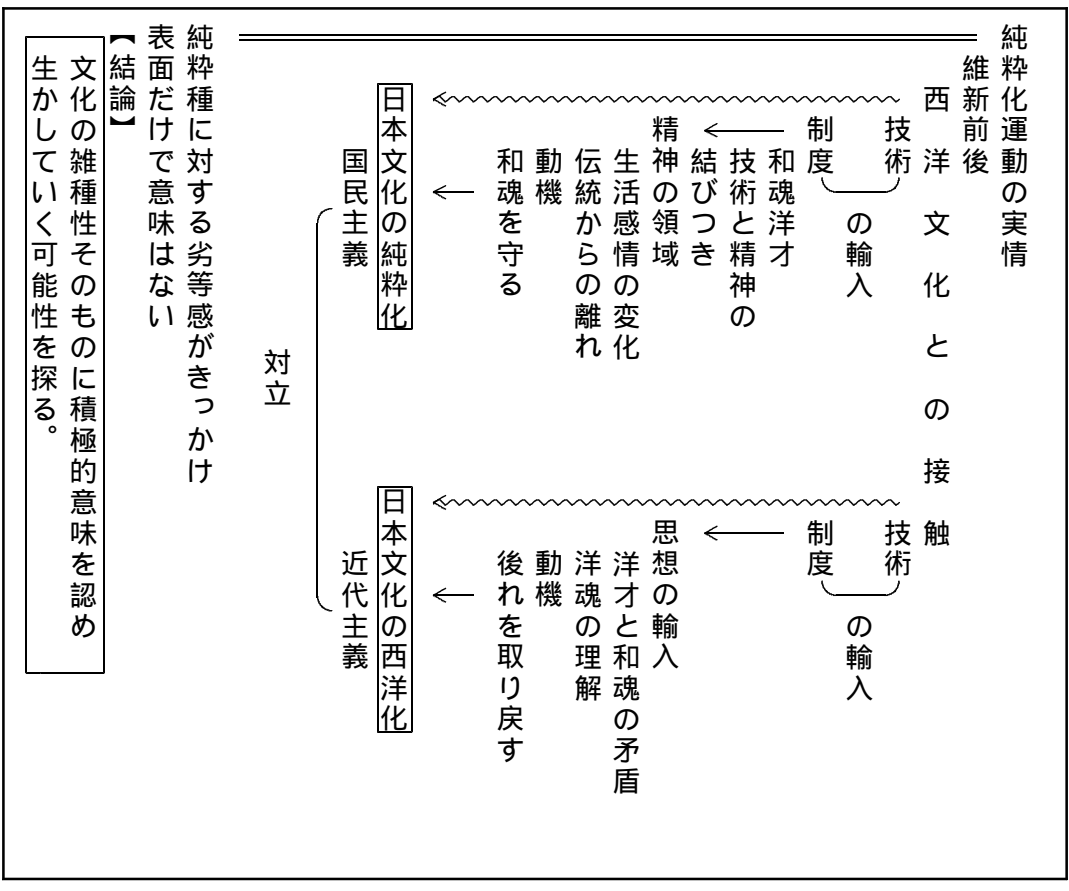 純粋化運動の実情
維新前後
西洋文化との接触
技術
の輸入
制度
和魂洋才
技術と精神の
結びつき
精神の領域
生活感情の変化
伝統からの離れ
動機
和魂を守る
日本文化の純粋化
国民主義
技術
の輸入
制度
思想の輸入
洋才と和魂の矛盾
洋魂の理解
動機
後れを取り戻す
日本文化の西洋化
近代主義
対立
純粋種に対する劣等感がきっかけ
表面だけで意味はない
【結論】
文化の雑種性そのものに積極的意味を認め
生かしていく可能性を探る。